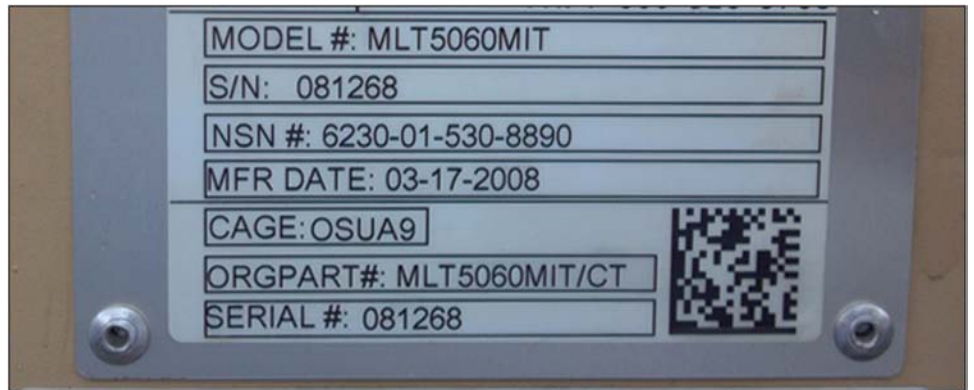 MODEL #: MLT5060MIT
S/N: 081268
NSN #: 6230-01-530-8890
MFR DATE: 03-17-2008
CAGE: OSUA9
ORGPART#: MLT5060MIT/CT
SERIAL #: 081268